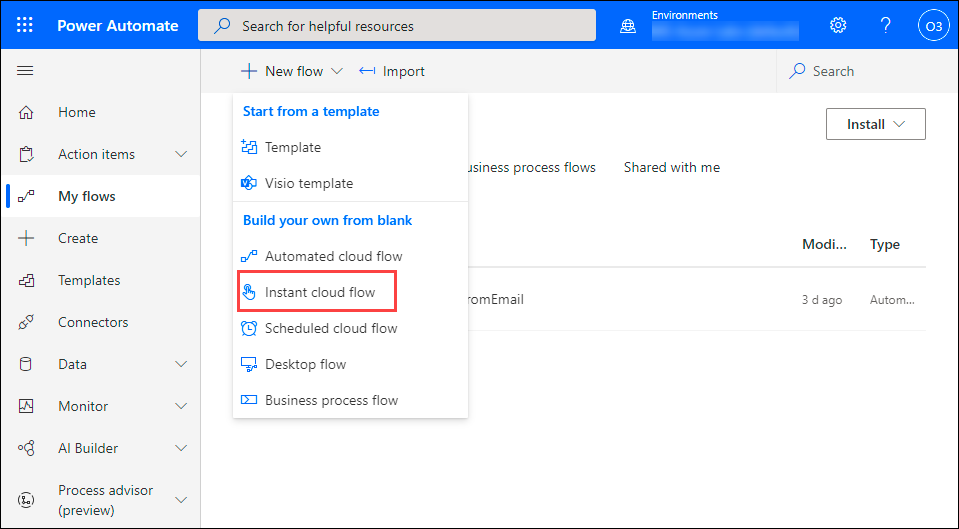 Power Automate
Search for helpful resources
Environments
?
O3
New flow
Import
Search
Home
Action items
My flows
Create
Templates
Connectors
Data
Monitor
AI Builder
Process advisor
(preview)
Start from a template
Template
Visio template
Build your own from blank
Automated cloud flow
Instant cloud flow
Scheduled cloud flow
Desktop flow
Business process flow
Install
usiness process flows
Shared with me
Modi...
Type
romEmail
3 d ago
Autom...